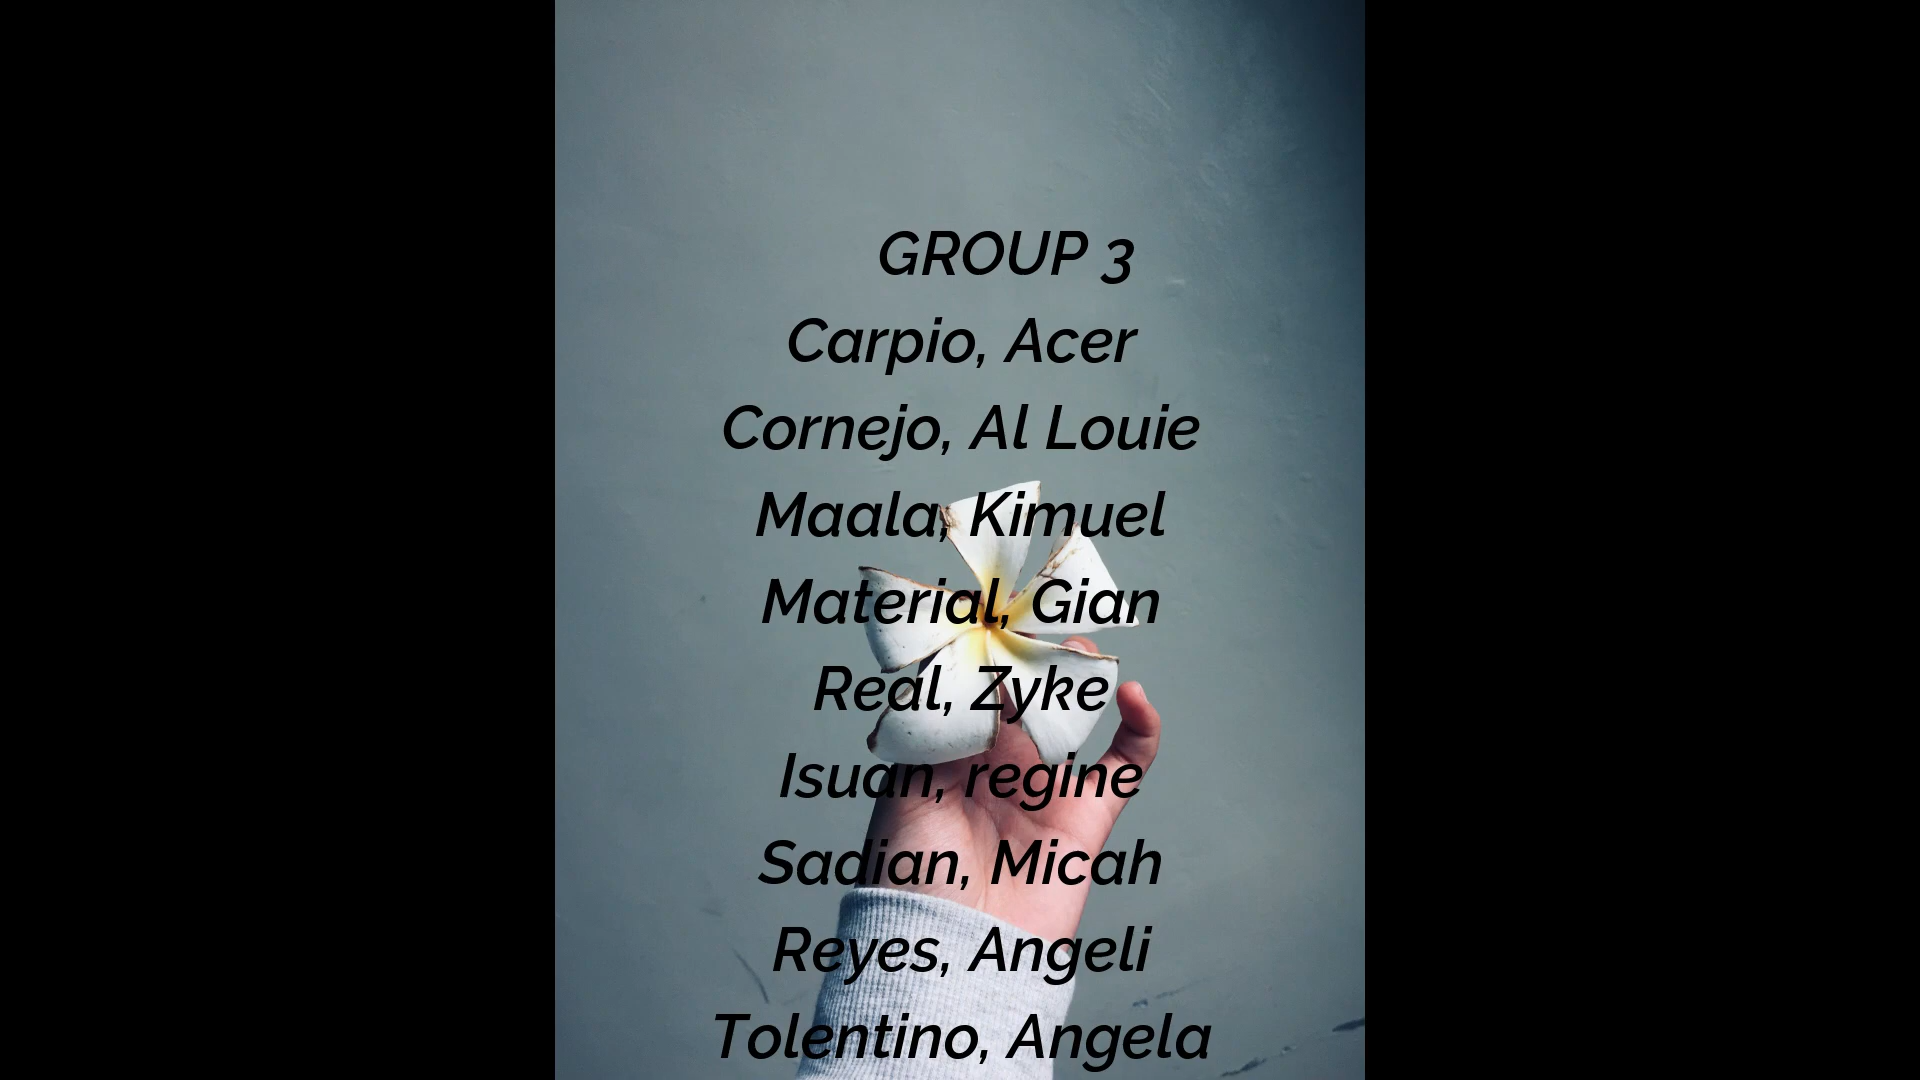 GROUP 3
Carpio, Acer
Cornejo, Al Louie
Maala, Kimuel
Material, Gian
Real, Zyke
Isuan, regine
Sadian, Micah
Reyes, Angeli
Tolentino, Angela